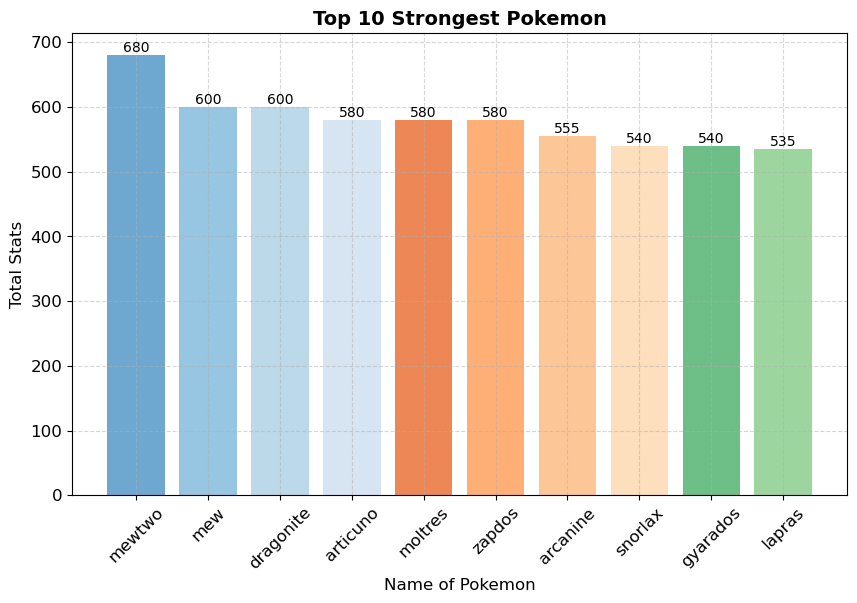 Top 10 Strongest Pokemon
Total Stats
700
600
500
400
300
200
100
0
680
600
600
580
580
580
555
540
540
535
mewtwo
mew
dragonite
articuno
moltres
zapdos
arcanine
snorlax
gyarados
lapras
Name of Pokemon